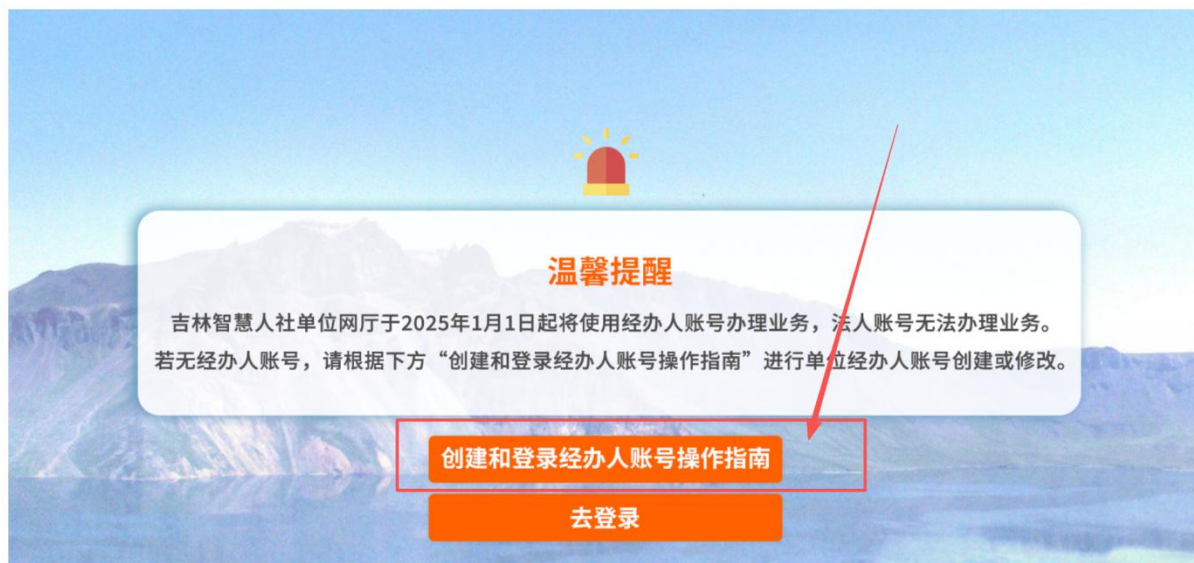 温馨提醒
吉林智慧人社单位网厅于2025年1月1日起将使用经办人账号办理业务，法人账号无法办理业务。
若无经办人账号，请根据下方“创建和登录经办人账号操作指南”进行单位经办人账号创建或修改。
创建和登录经办人账号操作指南
去登录